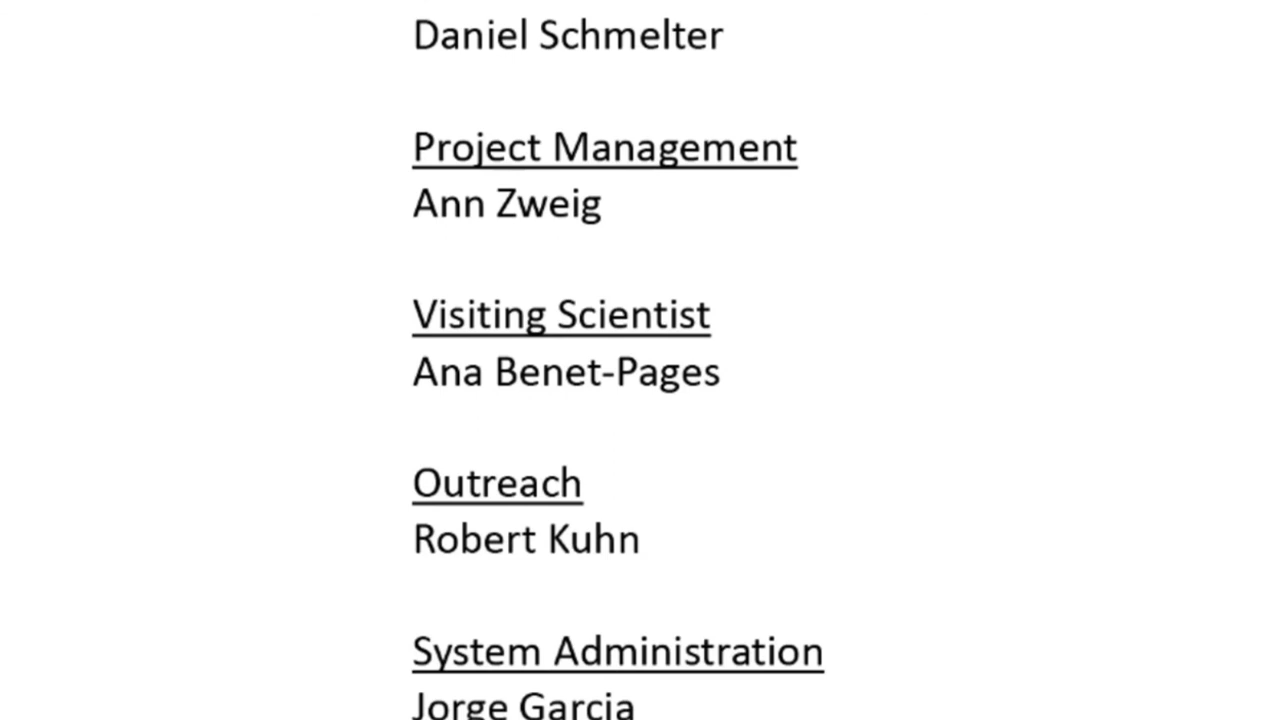 Daniel Schmelter
Project Management
Ann Zweig
Visiting Scientist
Ana Benet-Pages
Outreach
Robert Kuhn
System Administration
Jorge Garcia